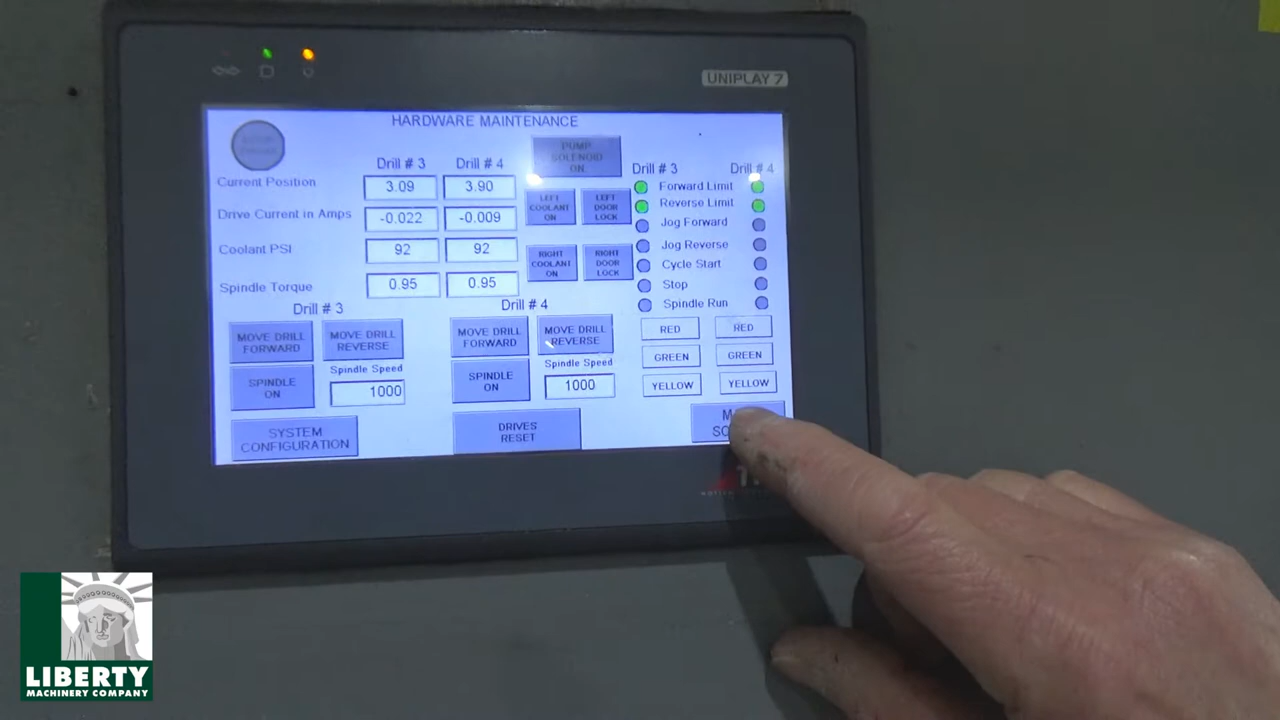 UNIPLAY 7
HARDWARE MAINTENANCE
Drill # 3 Drill # 4
Current Position 3.09 3.90
Drive Current in Amps -0.022 -0.009
Coolant PSI 92 92
Spindle Torque 0.95 0.95
PUMP
SOLENOID
ON
LEFT
COOLANT
ON
LEFT
DOOR
LOCK
RIGHT
COOLANT
ON
RIGHT
DOOR
LOCK
Drill # 3 Drill # 4
Forward Limit
Reverse Limit
Jog Forward
Jog Reverse
Cycle Start
Stop
Spindle Run
RED RED
GREEN GREEN
YELLOW YELLOW
Drill # 3
MOVE DRILL
FORWARD
MOVE DRILL
REVERSE
SPINDLE
ON
Spindle Speed
1000
Drill # 4
MOVE DRILL
FORWARD
MOVE DRILL
REVERSE
SPINDLE
ON
Spindle Speed
1000
SYSTEM
CONFIGURATION
DRIVES
RESET
LIBERTY
MACHINERY COMPANY